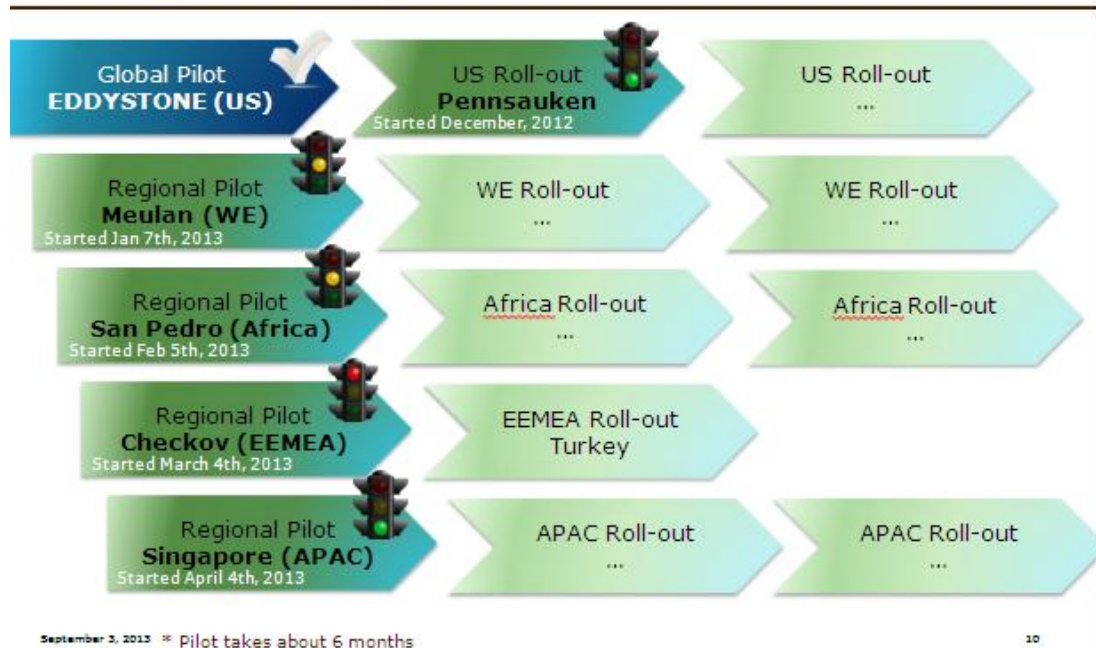 Global Pilot
EDDYSTONE (US)
US Roll-out
Pennsauken
Started December, 2012
US Roll-out
...
Regional Pilot
Meulan (WE)
Started Jan 7th, 2013
WE Roll-out
...
WE Roll-out
...
Regional Pilot
San Pedro (Africa)
Started Feb 5th, 2013
Africa Roll-out
...
Africa Roll-out
...
Regional Pilot
Checkov (EEMEA)
Started March 4th, 2013
EEMEA Roll-out
Turkey
Regional Pilot
Singapore (APAC)
Started April 4th, 2013
APAC Roll-out
...
APAC Roll-out
...
September 3, 2013 * Pilot takes about 6 months
10